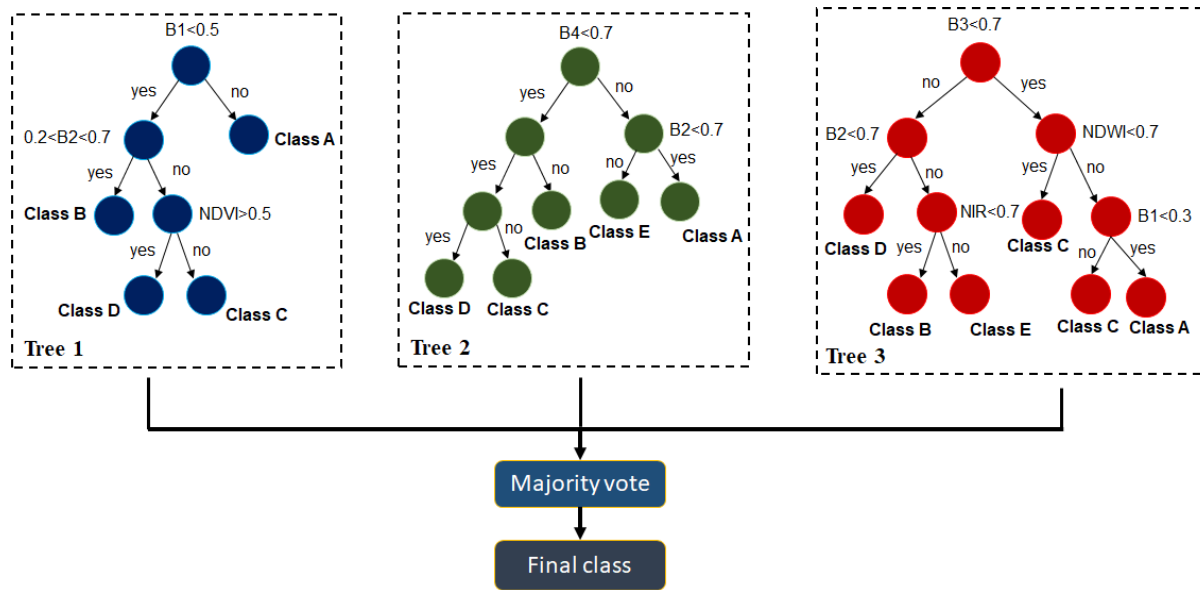 B1<0.5
yes
no
0.2<B2<0.7
Class A
yes
no
Class B
NDVI>0.5
yes
no
Class D
Class C
Tree 1
B4<0.7
yes
no
B2<0.7
yes
no
no
yes
Class B
Class E
Class A
yes
no
Class D
Class C
Tree 2
B3<0.7
no
yes
B2<0.7
NDWI<0.7
yes
no
yes
no
Class D
NIR<0.7
Class C
B1<0.3
yes
no
no
yes
Class B
Class E
Class C
Class A
Tree 3
Majority vote
Final class